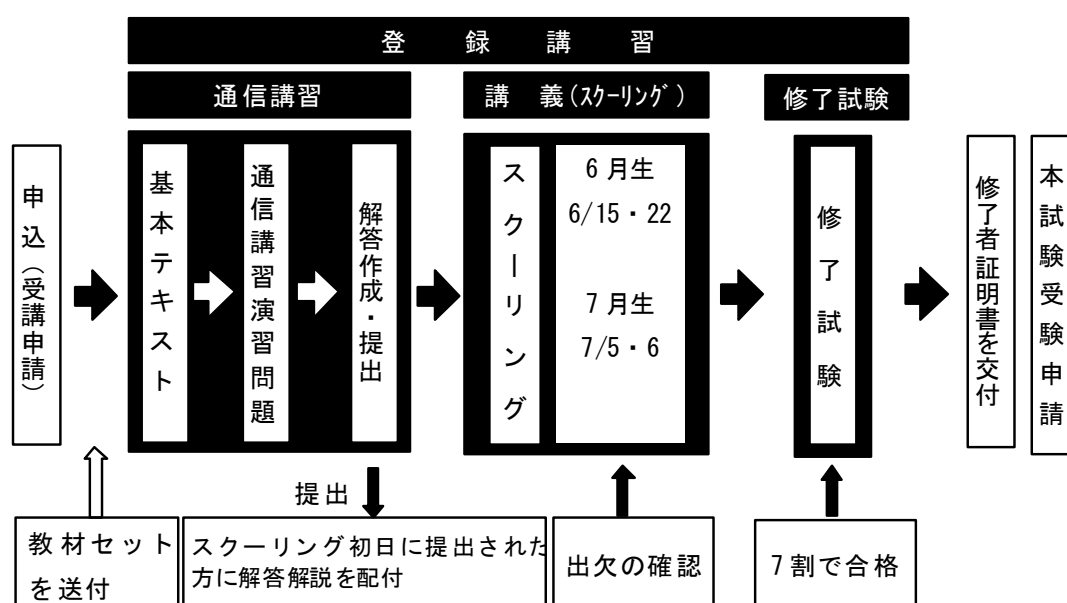 登録講習
通信講習
講義(ｽｸｰﾘﾝｸﾞ)
修了試験
申込(受講申請)
基本テキスト
通信講習演習問題
解答作成・提出
スクーリング
6月生
6/15・22
7月生
7/5・6
修了試験
修了者証明書を交付
本試験受験申請
提出
教材セット
を送付
スクーリング初日に提出された
方に解答解説を配付
出欠の確認
7割で合格